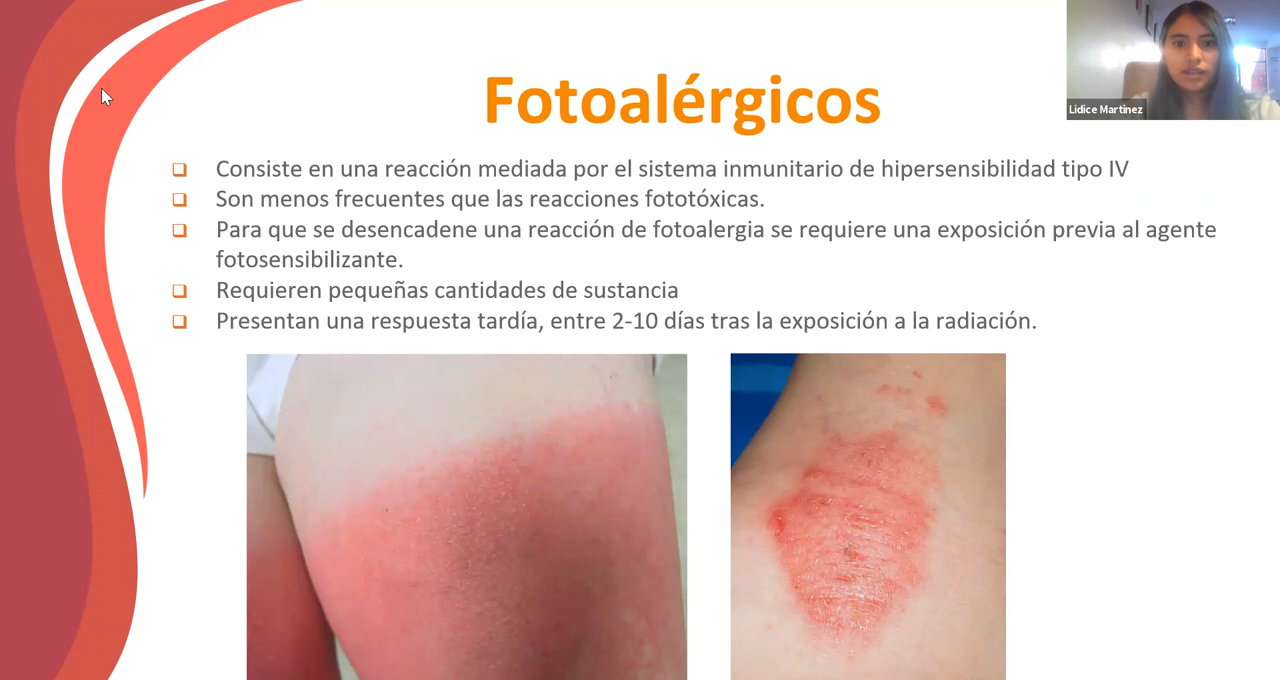 Fotoalérgicos
Lidice Martinez
Consiste en una reacción mediada por el sistema inmunitario de hipersensibilidad tipo IV
Son menos frecuentes que las reacciones fototóxicas.
Para que se desencadene una reacción de fotoalergia se requiere una exposición previa al agente
fotosensibilizante.
Requieren pequeñas cantidades de sustancia
Presentan una respuesta tardía, entre 2-10 días tras la exposición a la radiación.